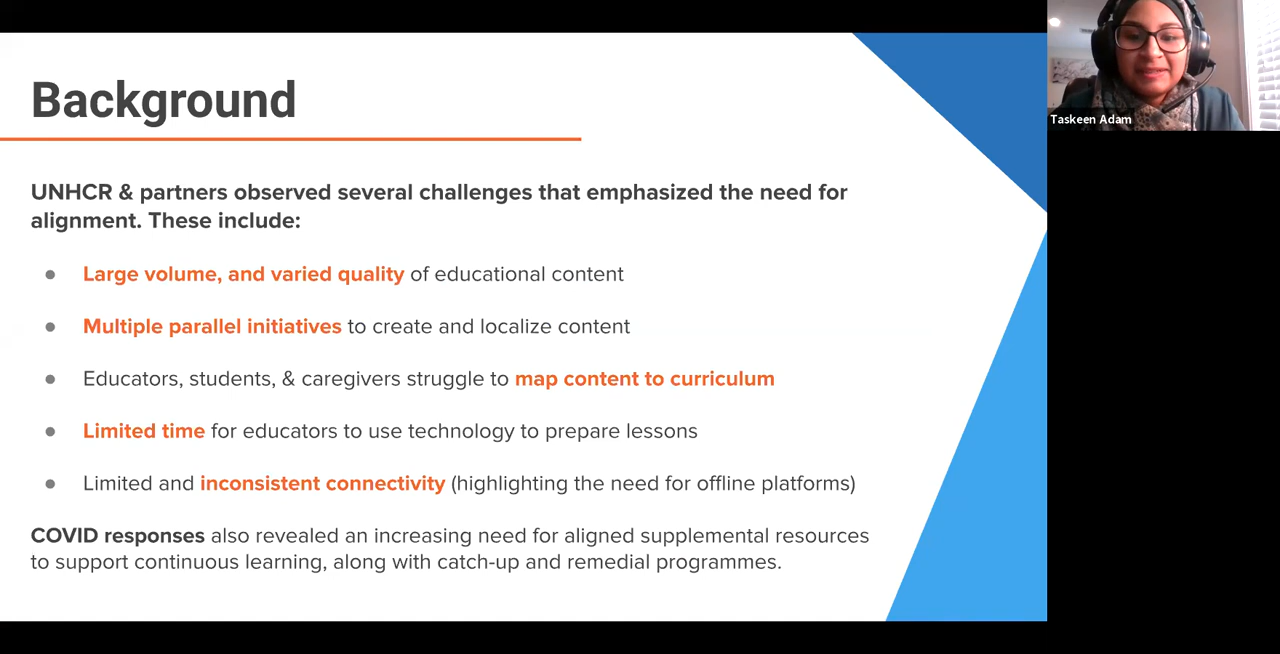 Background
UNHCR & partners observed several challenges that emphasized the need for
alignment. These include:
● Large volume, and varied quality of educational content
● Multiple parallel initiatives to create and localize content
● Educators, students, & caregivers struggle to map content to curriculum
● Limited time for educators to use technology to prepare lessons
● Limited and inconsistent connectivity (highlighting the need for offline platforms)
COVID responses also revealed an increasing need for aligned supplemental resources
to support continuous learning, along with catch-up and remedial programmes.
Taskeen Adam